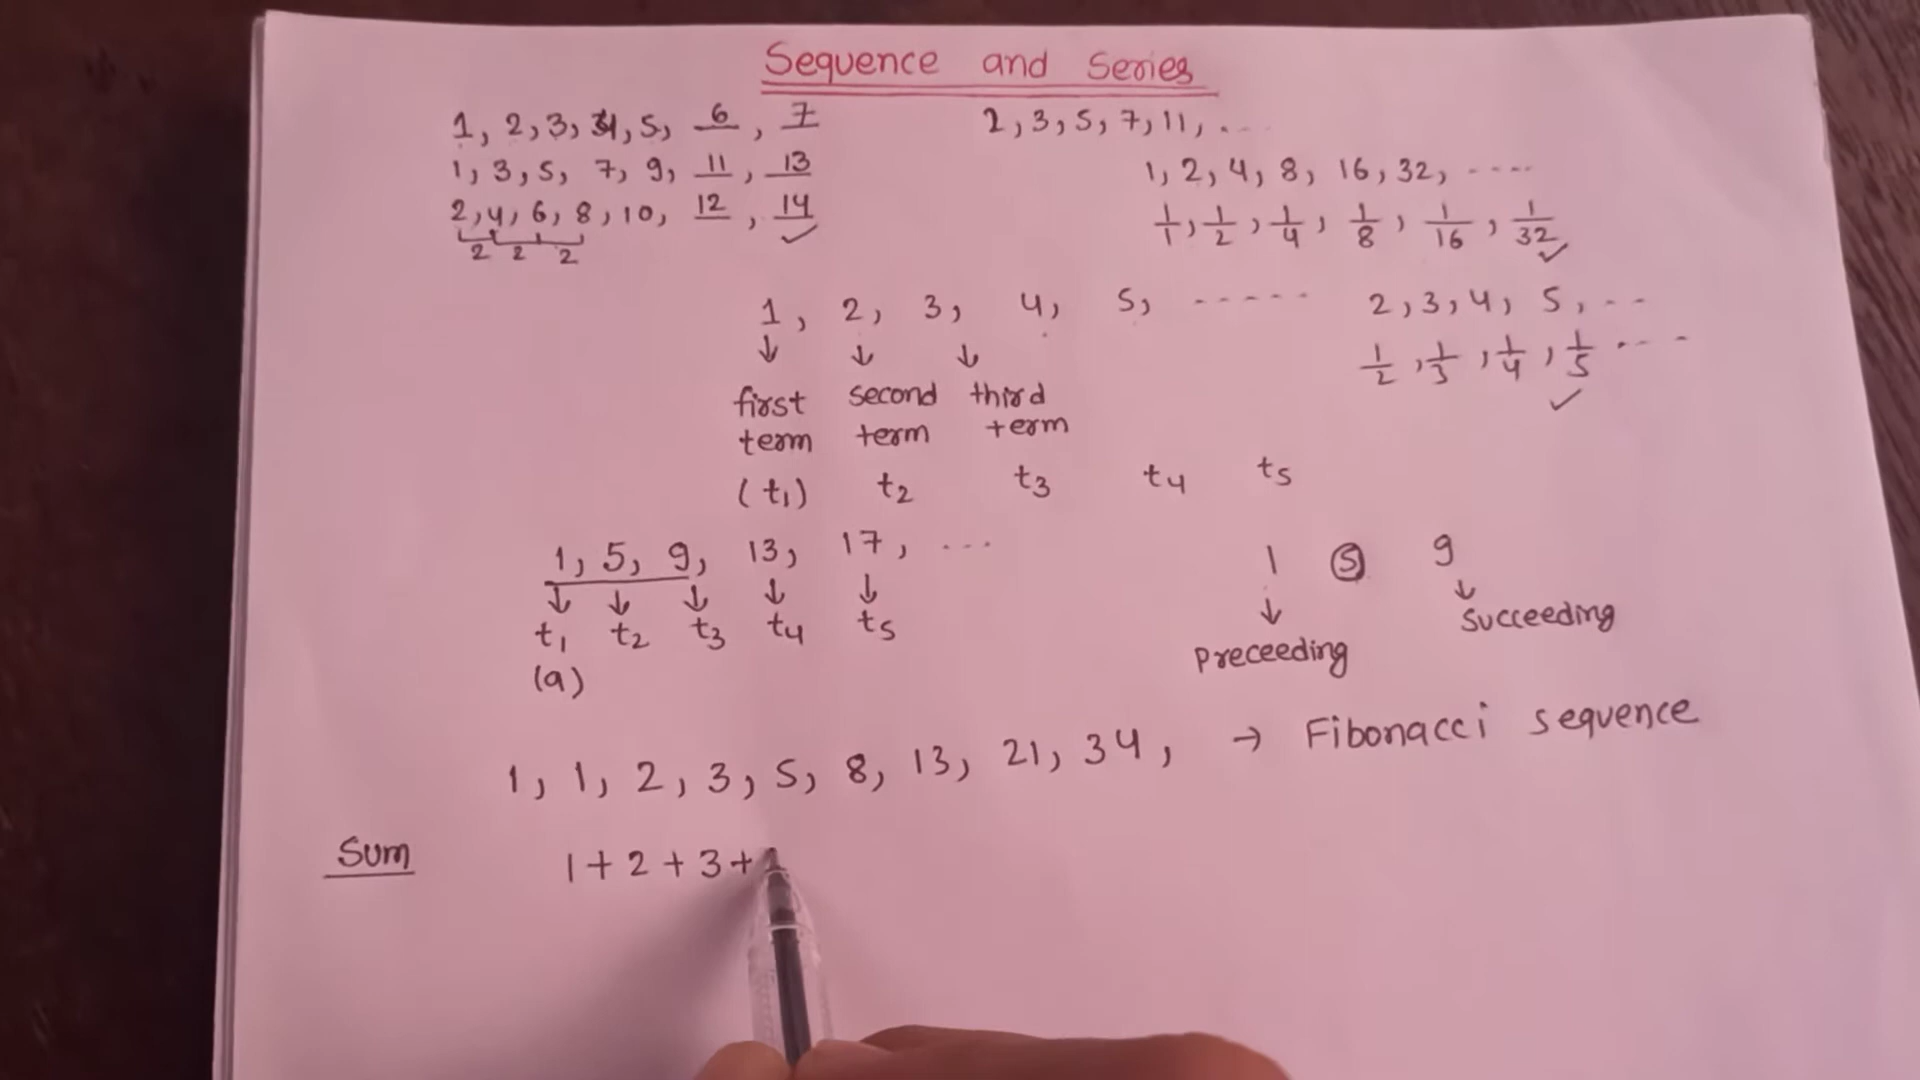 Sequence and Series
1, 2, 3, 4, 5, 6, 7
1, 3, 5, 7, 9, 11, 13
2, 4, 6, 8, 10, 12, 14 ✓
2 2 2
2, 3, 5, 7, 11, ...
1, 2, 4, 8, 16, 32, ....
1/1, 1/2, 1/4, 1/8, 1/16, 1/32 ✓
1, 2, 3, 4, 5, ......
↓ ↓ ↓
first second third
term term term
(t1) t2 t3 t4 t5
2, 3, 4, 5, ...
1/2, 1/3, 1/4, 1/5 ....
✓
1, 5, 9, 13, 17, ...
↓ ↓ ↓ ↓ ↓
t1 t2 t3 t4 t5
(a)
1 5 9
↓ ↓
Preceeding Succeeding
1, 1, 2, 3, 5, 8, 13, 21, 34, → Fibonacci sequence
Sum 1 + 2 + 3 +